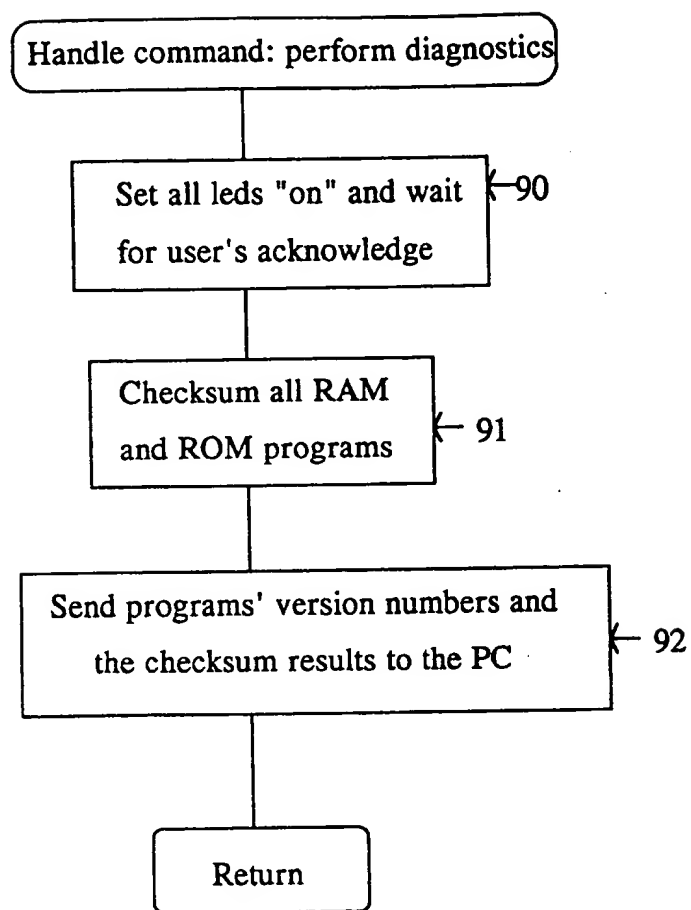 Handle command: perform diagnostics
Set all leds "on" and wait
for user's acknowledge
90
Checksum all RAM
and ROM programs
91
Send programs' version numbers and
the checksum results to the PC
92
Return